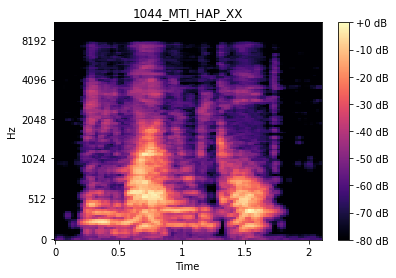 1044_MTI_HAP_XX
Hz
8192
4096
2048
1024
512
0
0
0.5
1
1.5
2
Time
+0 dB
-10 dB
-20 dB
-30 dB
-40 dB
-50 dB
-60 dB
-70 dB
-80 dB